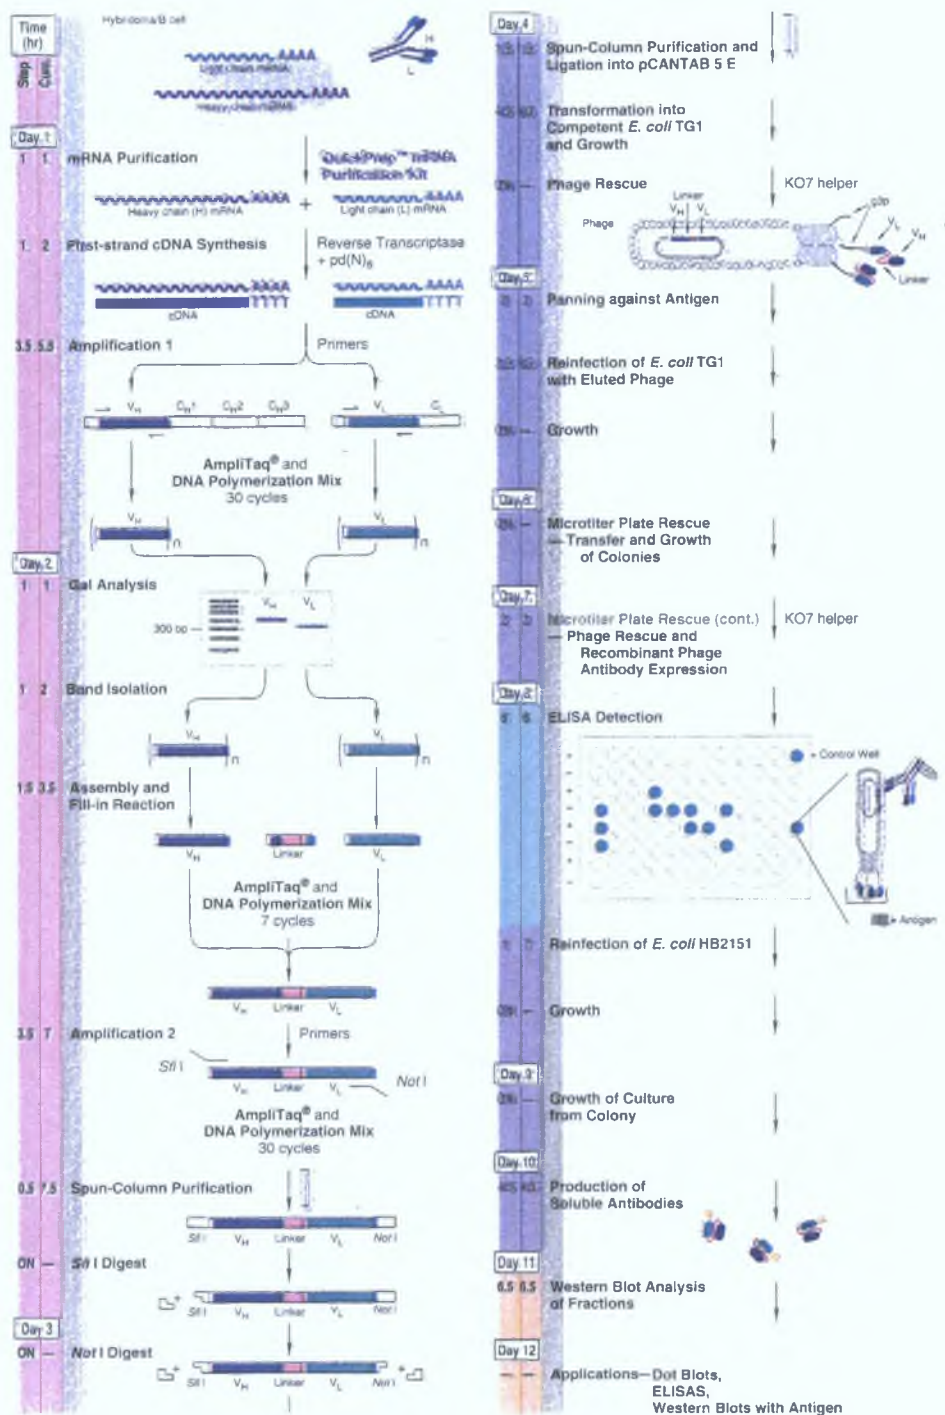 Time
(hr)
Step Cum.
Hybridoma/B cell
AAAA
Light chain mRNA
AAAA
Heavy chain mRNA
H
L
Day 1
1 1 mRNA Purification
QuickPrep™ mRNA
Purification Kit
AAAA
Heavy chain (H) mRNA
+
AAAA
Light chain (L) mRNA
1 2 First-strand cDNA Synthesis
Reverse Transcriptase
+ pd(N)6
AAAA
TTTT
cDNA
AAAA
TTTT
cDNA
3.5 5.5 Amplification 1
Primers
VH CH1 CH2 CH3
VL CL
AmpliTaq® and
DNA Polymerization Mix
30 cycles
VH n
VL n
Day 2
1 1 Gel Analysis
VH VL
300 bp
1 2 Band Isolation
VH n
VL n
1.5 3.5 Assembly and
Fill-in Reaction
VH Linker VL
AmpliTaq® and
DNA Polymerization Mix
7 cycles
VH Linker VL
3.5 7 Amplification 2
Primers
Sfi I
VH Linker VL
Not I
AmpliTaq® and
DNA Polymerization Mix
30 cycles
0.5 7.5 Spun-Column Purification
Sfi I VH Linker VL Not I
ON — Sfi I Digest
+ Sfi I VH Linker VL Not I
Day 3
ON — Not I Digest
+ Sfi I VH Linker VL Not I +
Day 4
Spun-Column Purification and
Ligation into pCANTAB 5 E
Transformation into
Competent E. coli TG1
and Growth
ON — Phage Rescue
KO7 helper
Phage
Linker
VH VL
g3p
VL
VH
Linker
Day 5
Panning against Antigen
Reinfection of E. coli TG1
with Eluted Phage
ON — Growth
Day 6
ON — Microtiter Plate Rescue
— Transfer and Growth
of Colonies
Day 7
Microtiter Plate Rescue (cont.)
— Phage Rescue and
Recombinant Phage
Antibody Expression
KO7 helper
Day 8
6 6 ELISA Detection
= Control Well
= Antigen
Reinfection of E. coli HB2151
ON — Growth
Day 9
ON — Growth of Culture
from Colony
Day 10
Production of
Soluble Antibodies
Day 11
6.5 6.5 Western Blot Analysis
of Fractions
Day 12
— — Applications—Dot Blots,
ELISAS,
Western Blots with Antigen